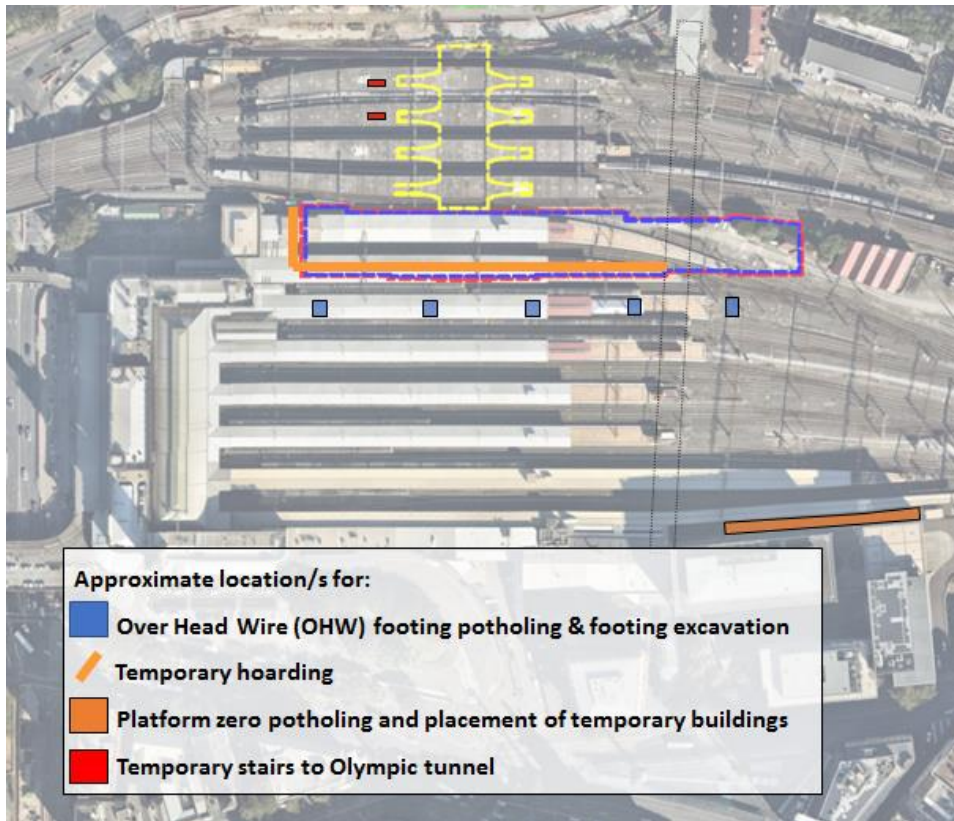 Approximate location/s for:
Over Head Wire (OHW) footing potholing & footing excavation
Temporary hoarding
Platform zero potholing and placement of temporary buildings
Temporary stairs to Olympic tunnel